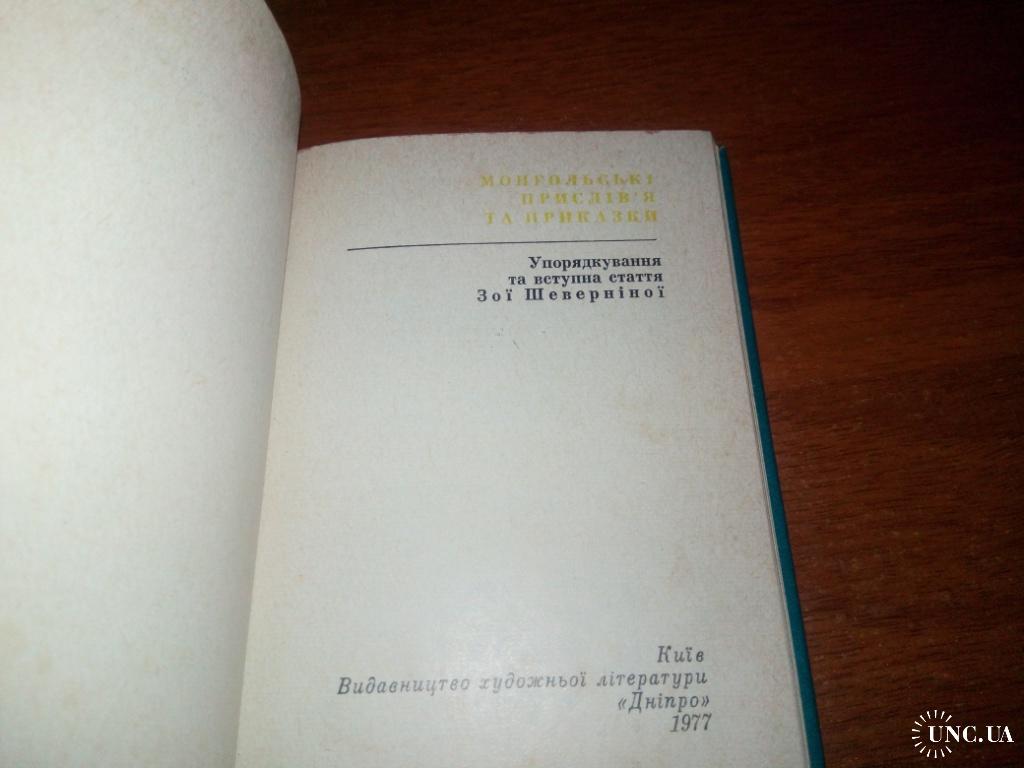 МОНГОЛЬСЬКІ
ПРИСЛІВ'Я
ТА ПРИКАЗКИ
Упорядкування
та вступна стаття
Зої Шеверніної
Київ
Видавництво художньої літератури
«Дніпро»
1977
UNC.UA